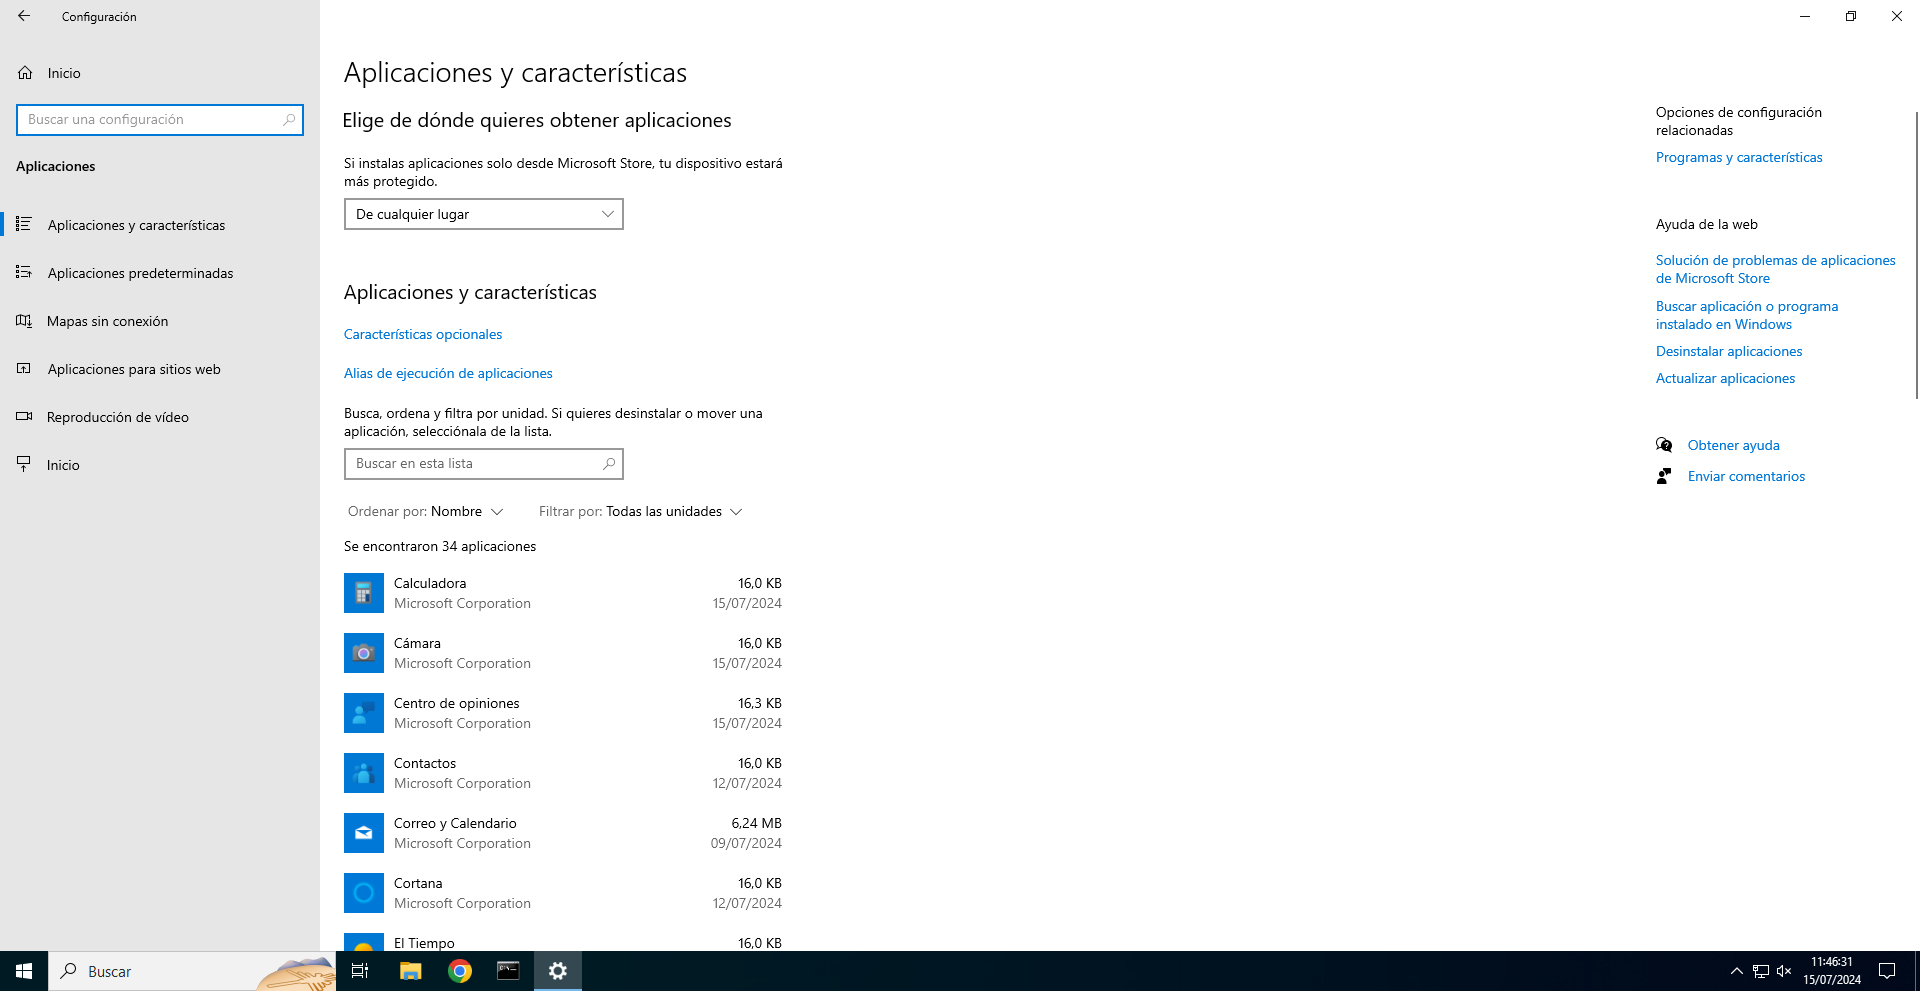 Configuración
Inicio
Buscar una configuración
Aplicaciones
Aplicaciones y características
Aplicaciones predeterminadas
Mapas sin conexión
Aplicaciones para sitios web
Reproducción de vídeo
Inicio
Aplicaciones y características
Elige de dónde quieres obtener aplicaciones
Si instalas aplicaciones solo desde Microsoft Store, tu dispositivo estará
más protegido.
De cualquier lugar
Aplicaciones y características
Características opcionales
Alias de ejecución de aplicaciones
Busca, ordena y filtra por unidad. Si quieres desinstalar o mover una
aplicación, selecciónala de la lista.
Buscar en esta lista
Ordenar por: Nombre Filtrar por: Todas las unidades
Se encontraron 34 aplicaciones
Calculadora 16,0 KB
Microsoft Corporation 15/07/2024
Cámara 16,0 KB
Microsoft Corporation 15/07/2024
Centro de opiniones 16,3 KB
Microsoft Corporation 15/07/2024
Contactos 16,0 KB
Microsoft Corporation 12/07/2024
Correo y Calendario 6,24 MB
Microsoft Corporation 09/07/2024
Cortana 16,0 KB
Microsoft Corporation 12/07/2024
El Tiempo 16,0 KB
Opciones de configuración
relacionadas
Programas y características
Ayuda de la web
Solución de problemas de aplicaciones
de Microsoft Store
Buscar aplicación o programa
instalado en Windows
Desinstalar aplicaciones
Actualizar aplicaciones
Obtener ayuda
Enviar comentarios
Buscar
11:46:31
15/07/2024